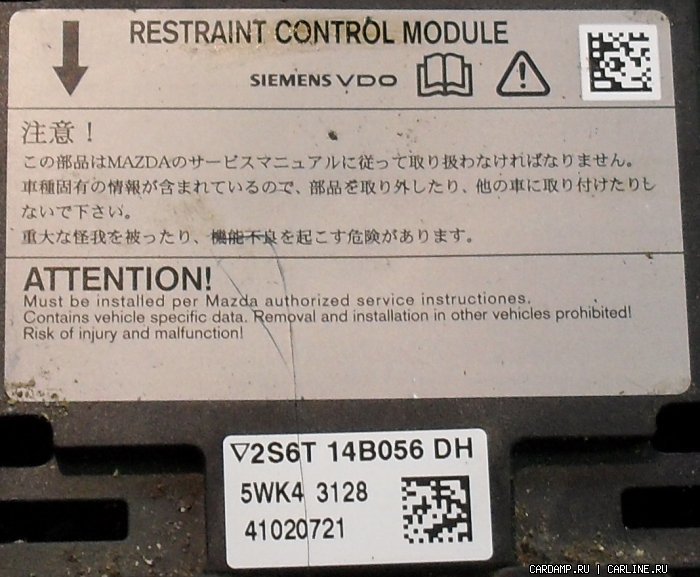 RESTRAINT CONTROL MODULE
SIEMENS VDO
注意！
この部品はMAZDAのサービスマニュアルに従って取り扱わなければなりません。
車種固有の情報が含まれているので、部品を取り外したり、他の車に取り付けたりし
ないで下さい。
重大な怪我を被ったり、機能不良を起こす危険があります。
ATTENTION!
Must be installed per Mazda authorized service instructiones.
Contains vehicle specific data. Removal and installation in other vehicles prohibited!
Risk of injury and malfunction!
▽2S6T 14B056 DH
5WK4 3128
41020721
CARDAMP.RU | CARLINE.RU